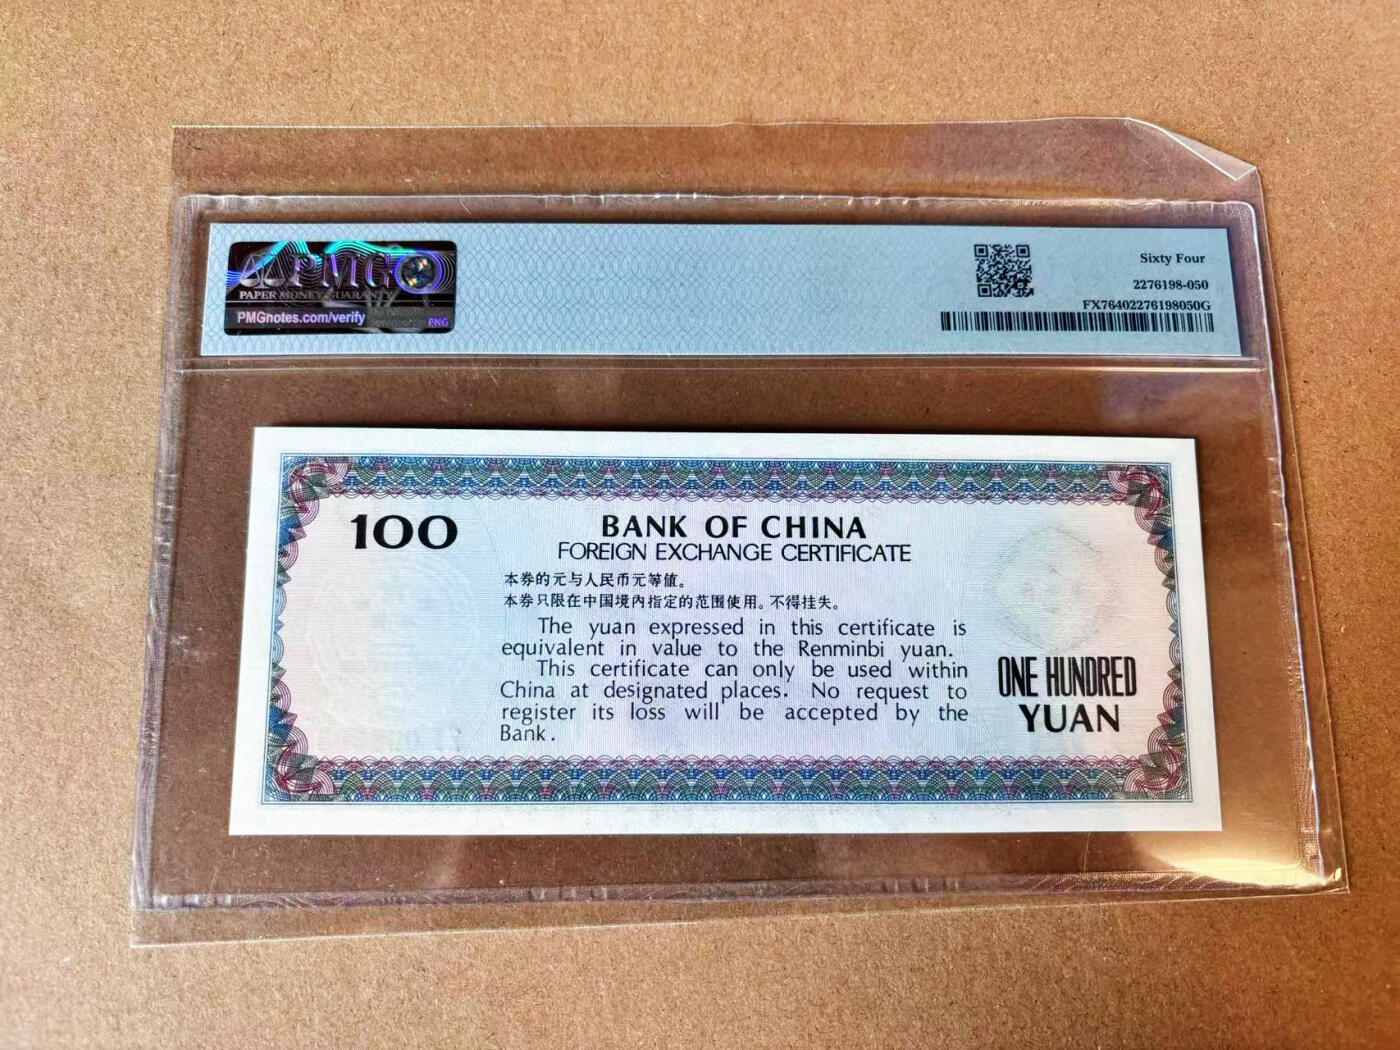 PMG
PAPER MONEY GUARANTY
PMGnotes.com/verify
PNG
Sixty Four
2276198-050
FX76402276198050G
100
BANK OF CHINA
FOREIGN EXCHANGE CERTIFICATE
本券的元与人民币元等值。
本券只限在中国境内指定的范围使用。不得挂失。
The yuan expressed in this certificate is
equivalent in value to the Renminbi yuan.
This certificate can only be used within
China at designated places. No request to
register its loss will be accepted by the
Bank.
ONE HUNDRED
YUAN